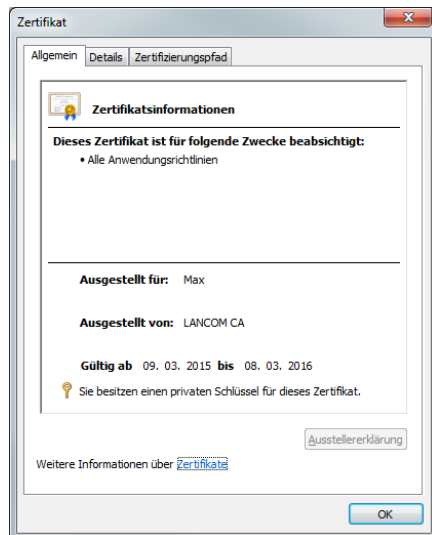 Zertifikat
Allgemein Details Zertifizierungspfad
Zertifikatsinformationen
Dieses Zertifikat ist für folgende Zwecke beabsichtigt:
• Alle Anwendungsrichtlinien
Ausgestellt für: Max
Ausgestellt von: LANCOM CA
Gültig ab 09. 03. 2015 bis 08. 03. 2016
Sie besitzen einen privaten Schlüssel für dieses Zertifikat.
Ausstellererklärung
Weitere Informationen über Zertifikate
OK